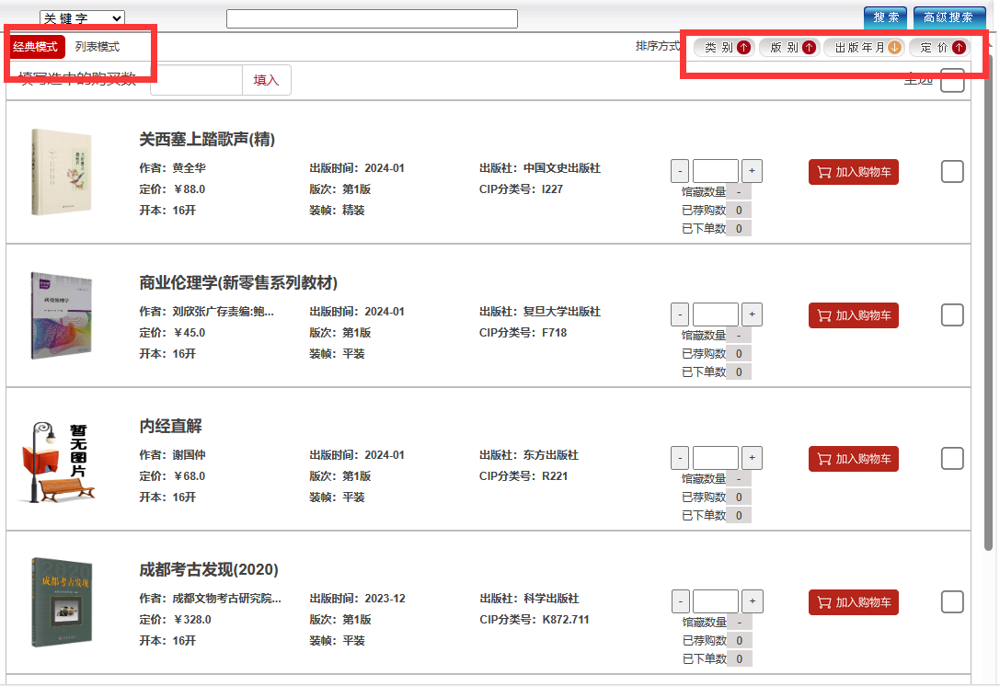 关 键 字 搜 索 高级搜索
经典模式 列表模式 排序方式 类 别 版 别 出版年月 定 价
填写选中的购买数 填入 全选
关西塞上踏歌声(精)
作者：黄全华 出版时间：2024-01 出版社：中国文史出版社 - + 加入购物车
定价：￥88.0 版次：第1版 CIP分类号：I227 馆藏数量 -
开本：16开 装帧：精装 已荐购数 0
已下单数 0
商业伦理学
商业伦理学(新零售系列教材)
作者：刘欣张广存责编:鲍... 出版时间：2024-01 出版社：复旦大学出版社 - + 加入购物车
定价：￥45.0 版次：第1版 CIP分类号：F718 馆藏数量 -
开本：16开 装帧：平装 已荐购数 0
已下单数 0
暂无图片
内经直解
作者：谢国仲 出版时间：2024-01 出版社：东方出版社 - + 加入购物车
定价：￥68.0 版次：第1版 CIP分类号：R221 馆藏数量 -
开本：16开 装帧：平装 已荐购数 0
已下单数 0
成都考古发现
成都考古发现(2020)
作者：成都文物考古研究院... 出版时间：2023-12 出版社：科学出版社 - + 加入购物车
定价：￥328.0 版次：第1版 CIP分类号：K872.711 馆藏数量 -
开本：16开 装帧：平装 已荐购数 0
已下单数 0